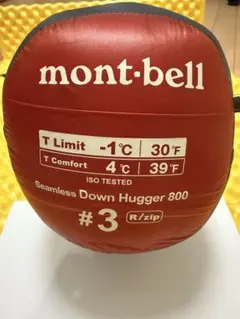 mont·bell
T Limit -1℃ 30°F
T Comfort 4℃ 39°F
ISO TESTED
Seamless Down Hugger 800
#3 R/zip